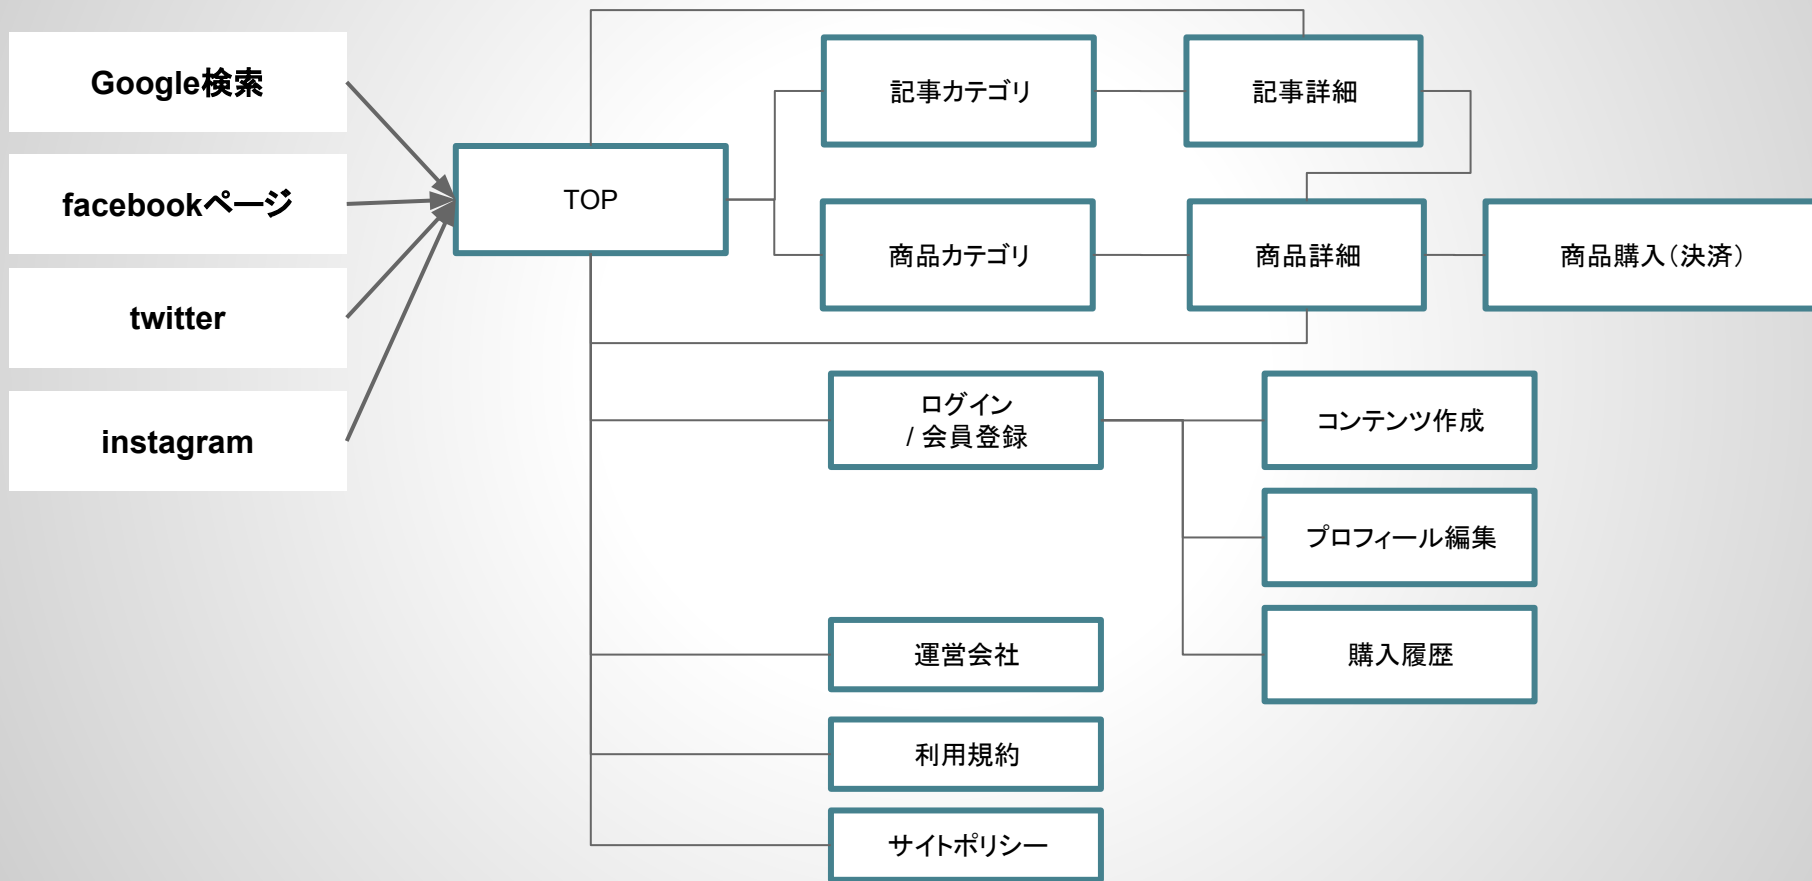 Google検索
facebookページ
twitter
instagram
TOP
記事カテゴリ
記事詳細
商品カテゴリ
商品詳細
商品購入（決済）
ログイン
/ 会員登録
コンテンツ作成
プロフィール編集
購入履歴
運営会社
利用規約
サイトポリシー